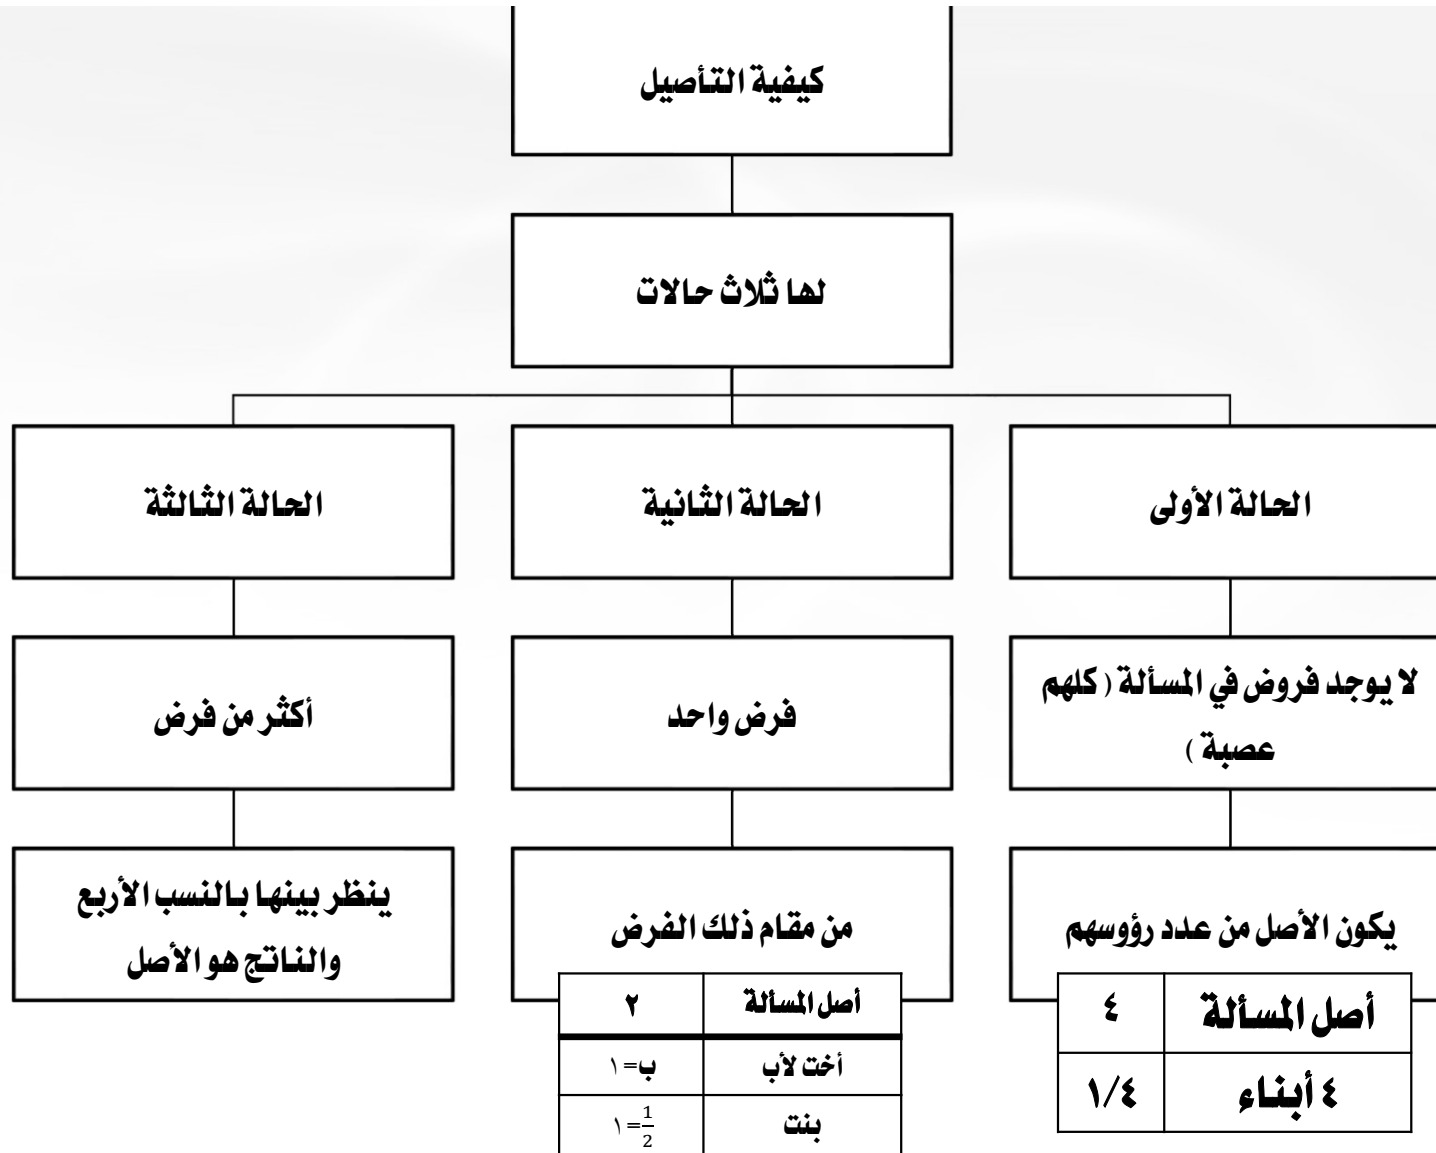 كيفية التأصيل
لها ثلاث حالات
الحالة الأولى
لا يوجد فروض في المسألة ( كلهم
عصبة )
يكون الأصل من عدد رؤوسهم
أصل المسألة ٤
٤ أبناء ١/٤
الحالة الثانية
فرض واحد
من مقام ذلك الفرض
أصل المسألة ٢
أخت لأب ب=١
بنت 1/2=١
الحالة الثالثة
أكثر من فرض
ينظر بينها بالنسب الأربع
والناتج هو الأصل